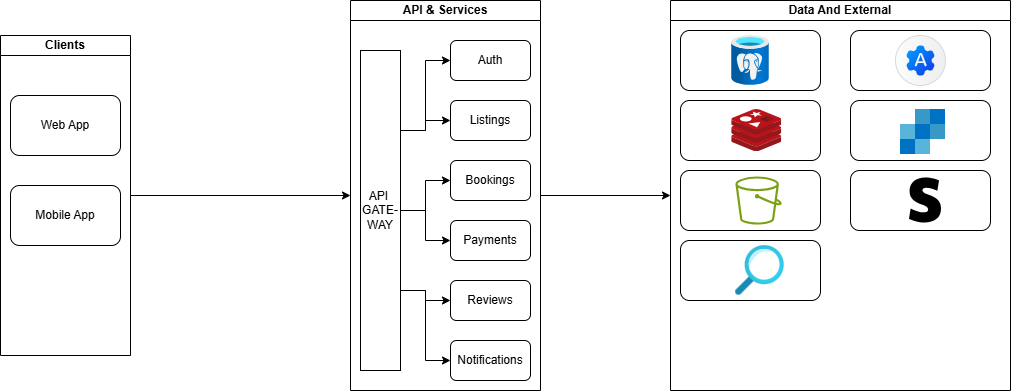 Clients
Web App
Mobile App
API & Services
API
GATE-
WAY
Auth
Listings
Bookings
Payments
Reviews
Notifications
Data And External
A
S